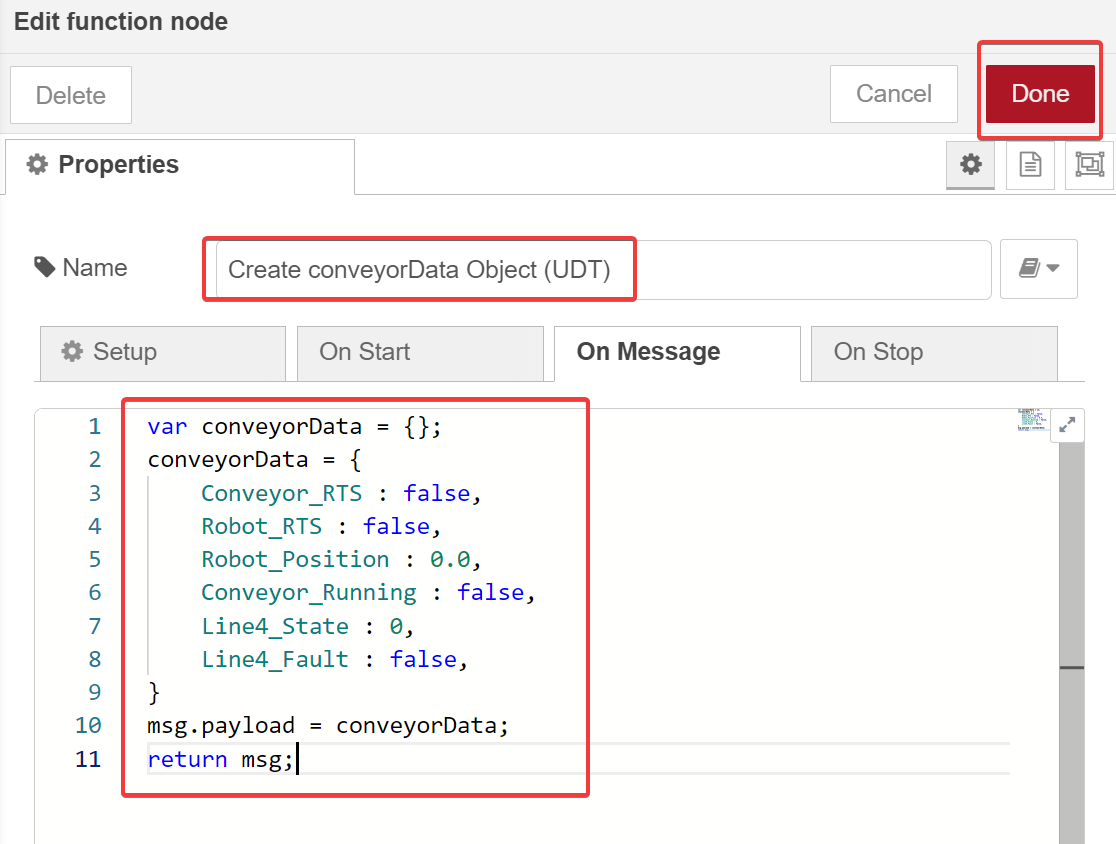 Edit function node
Delete
Cancel
Done
Properties
Name
Create conveyorData Object (UDT)
Setup
On Start
On Message
On Stop
1 var conveyorData = {};
2 conveyorData = {
3 Conveyor_RTS : false,
4 Robot_RTS : false,
5 Robot_Position : 0.0,
6 Conveyor_Running : false,
7 Line4_State : 0,
8 Line4_Fault : false,
9 }
10 msg.payload = conveyorData;
11 return msg;